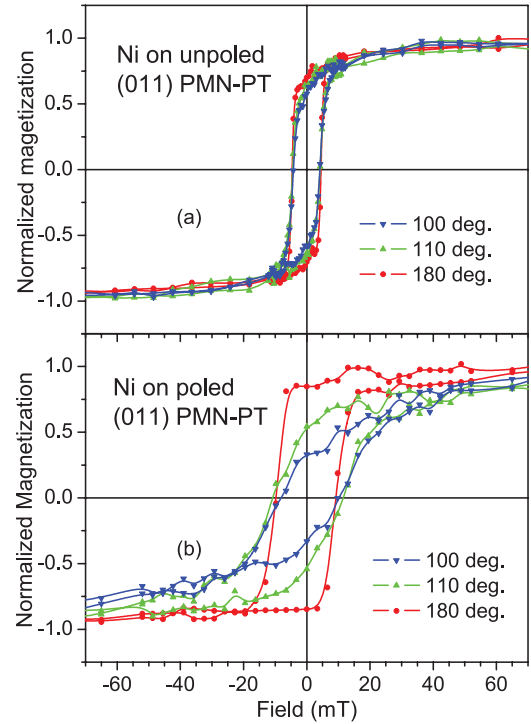 Normalized magetization
1.0
0.5
0.0
-0.5
-1.0
Ni on unpoled
(011) PMN-PT
(a)
100 deg.
110 deg.
180 deg.
Normalized Magnetization
1.0
0.5
0.0
-0.5
-1.0
Ni on poled
(011) PMN-PT
(b)
100 deg.
110 deg.
180 deg.
-60 -40 -20 0 20 40 60
Field (mT)